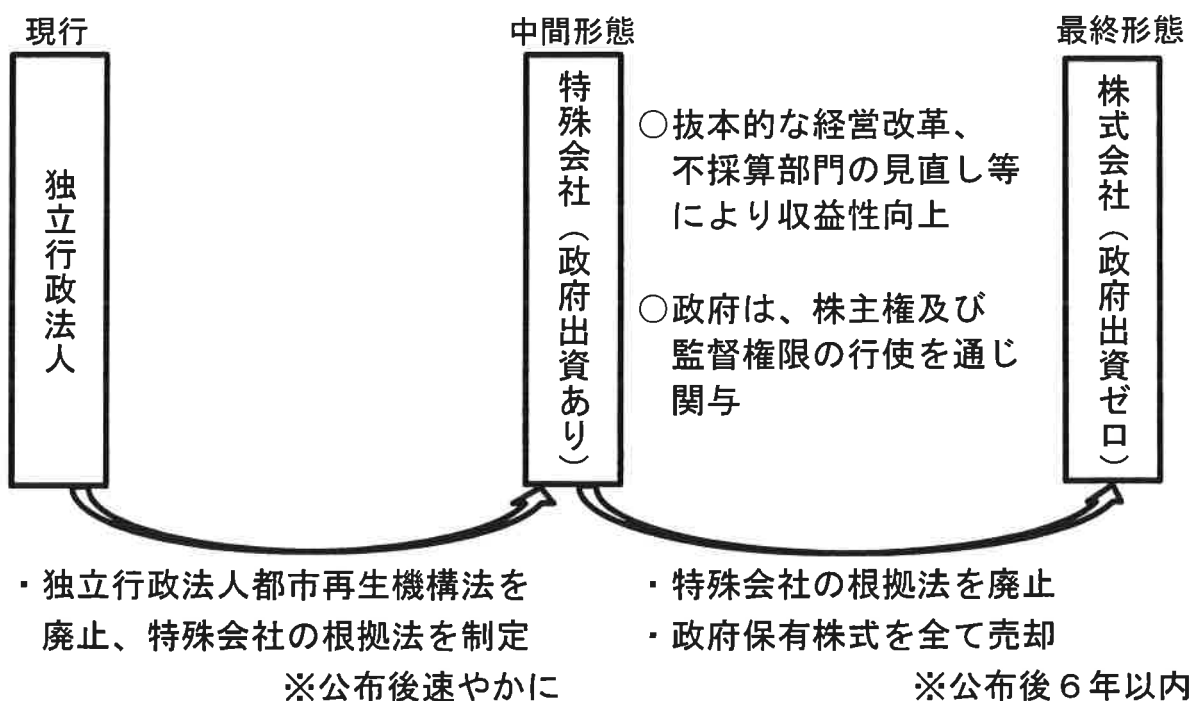 現行
独立行政法人
中間形態
特殊会社（政府出資あり）
○抜本的な経営改革、
不採算部門の見直し等
により収益性向上
○政府は、株主権及び
監督権限の行使を通じ
関与
最終形態
株式会社（政府出資ゼロ）
・独立行政法人都市再生機構法を
廃止、特殊会社の根拠法を制定
※公布後速やかに
・特殊会社の根拠法を廃止
・政府保有株式を全て売却
※公布後６年以内